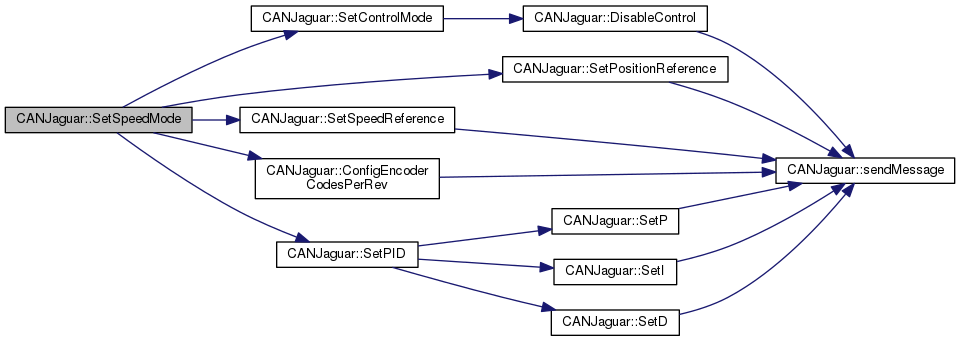 CANJaguar::SetControlMode
CANJaguar::DisableControl
CANJaguar::SetPositionReference
CANJaguar::SetSpeedMode
CANJaguar::SetSpeedReference
CANJaguar::ConfigEncoder
CodesPerRev
CANJaguar::sendMessage
CANJaguar::SetPID
CANJaguar::SetP
CANJaguar::SetI
CANJaguar::SetD